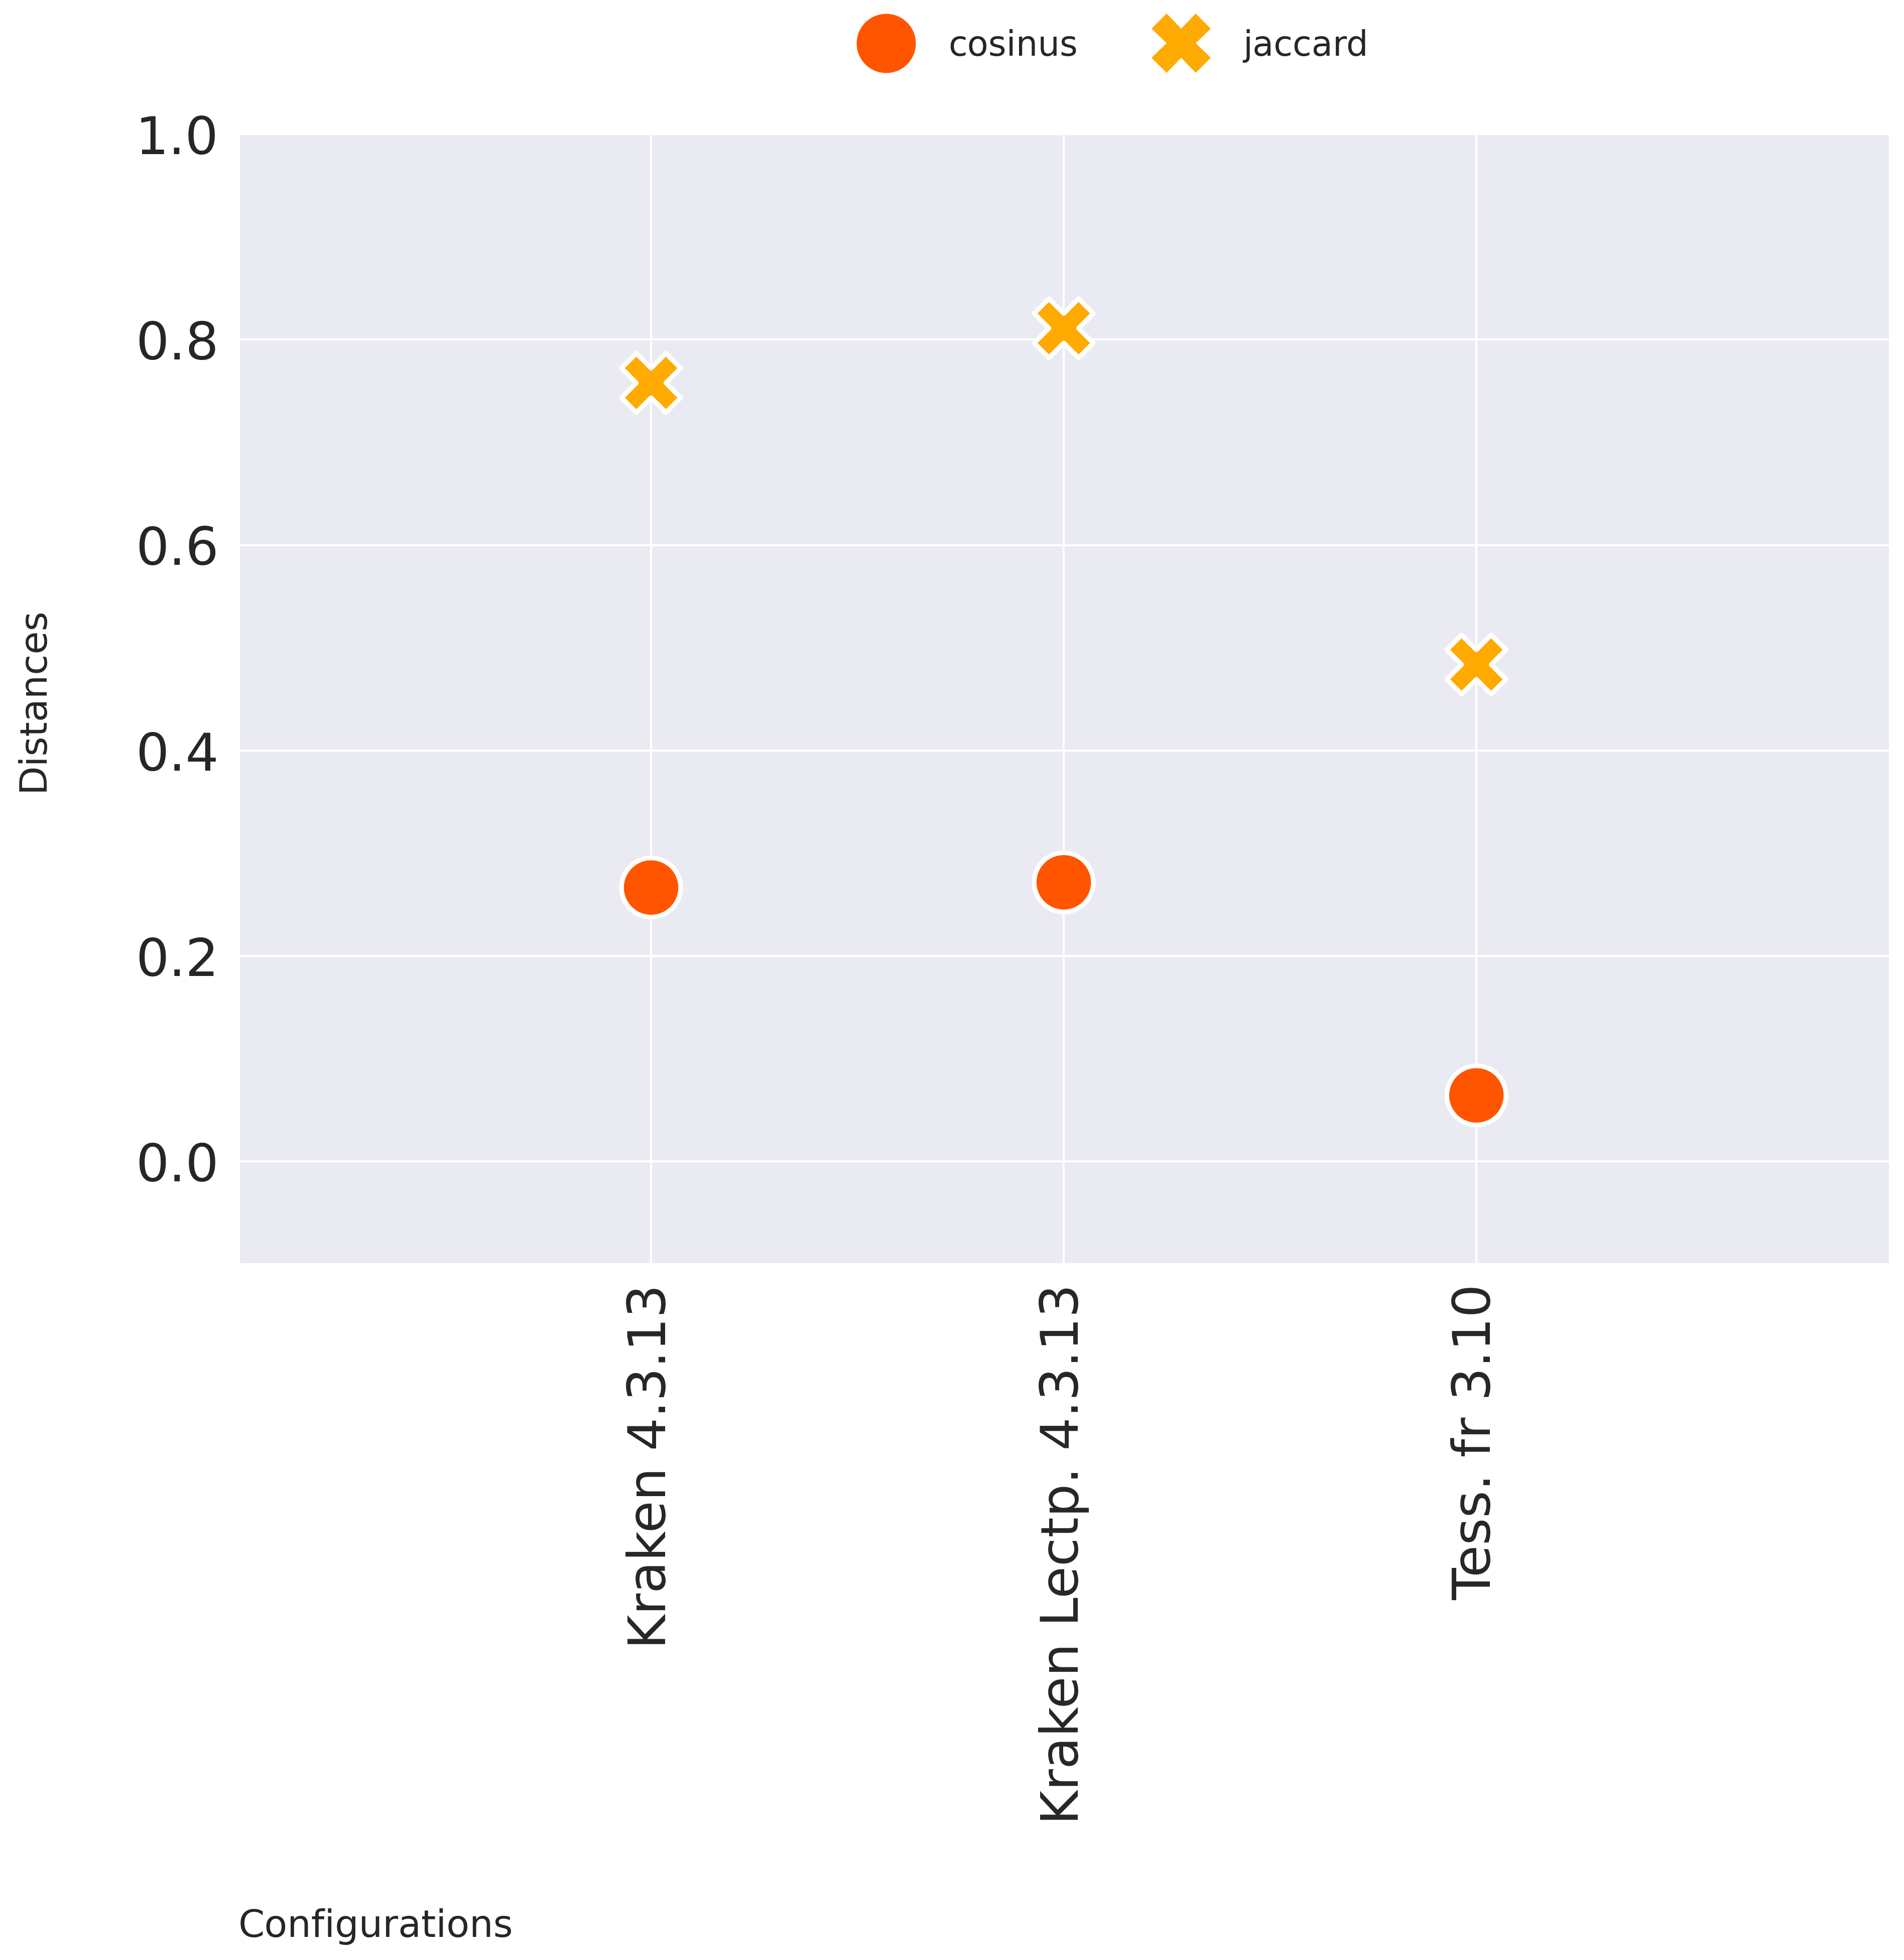 cosinus jaccard
1.0
0.8
0.6
0.4
0.2
0.0
Distances
Kraken 4.3.13
Kraken Lectp. 4.3.13
Tess. fr 3.10
Configurations